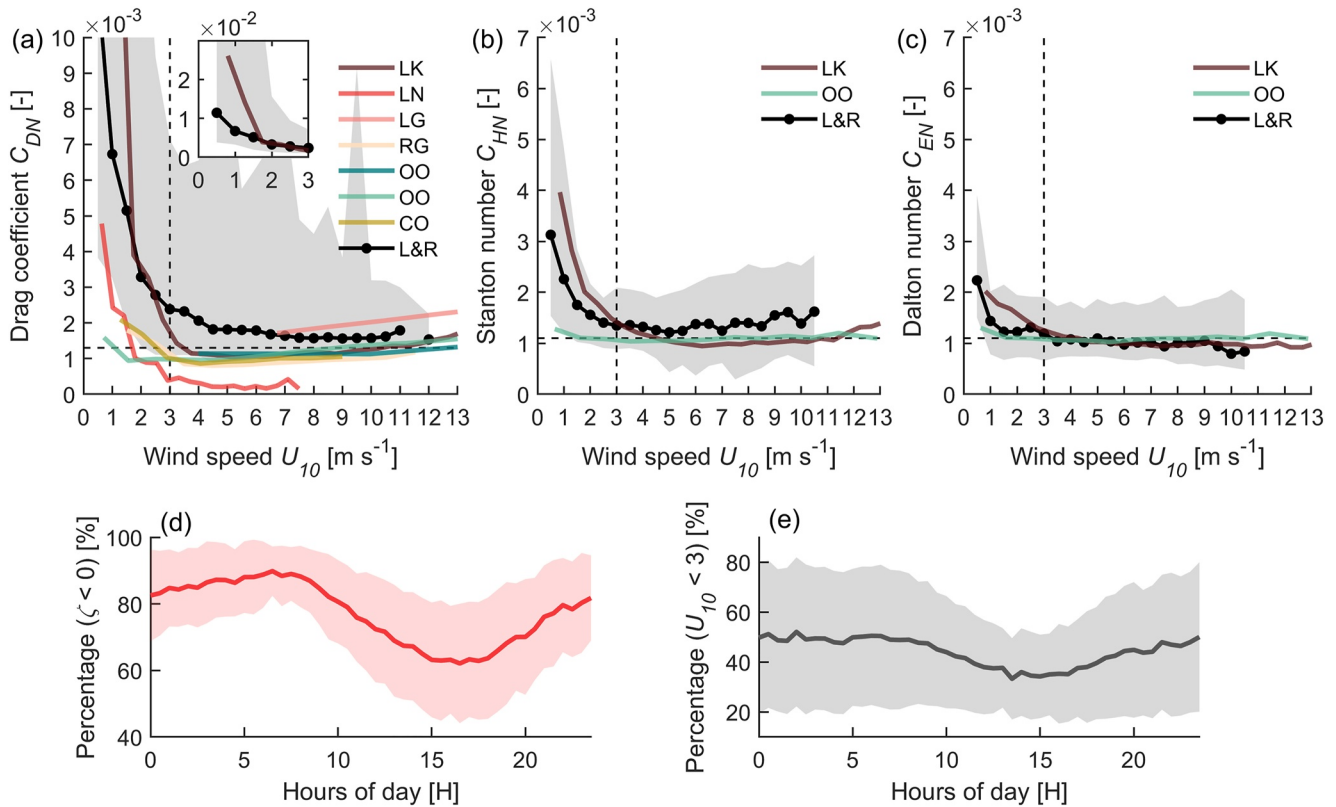 (a)
×10⁻³
Drag coefficient C_DN [-]
10
9
8
7
6
5
4
3
2
1
0
0 1 2 3 4 5 6 7 8 9 10 11 12 13
Wind speed U_10 [m s⁻¹]
×10⁻²
2
1
0
0 1 2 3
LK
LN
LG
RG
OO
OO
CO
L&R
(b)
×10⁻³
Stanton number C_HN [-]
7
6
5
4
3
2
1
0
0 1 2 3 4 5 6 7 8 9 10 11 12 13
Wind speed U_10 [m s⁻¹]
LK
OO
L&R
(c)
×10⁻³
Dalton number C_EN [-]
7
6
5
4
3
2
1
0
0 1 2 3 4 5 6 7 8 9 10 11 12 13
Wind speed U_10 [m s⁻¹]
LK
OO
L&R
(d)
Percentage (ζ < 0) [%]
100
80
60
40
0 5 10 15 20
Hours of day [H]
(e)
Percentage (U_10 < 3) [%]
80
60
40
20
0 5 10 15 20
Hours of day [H]